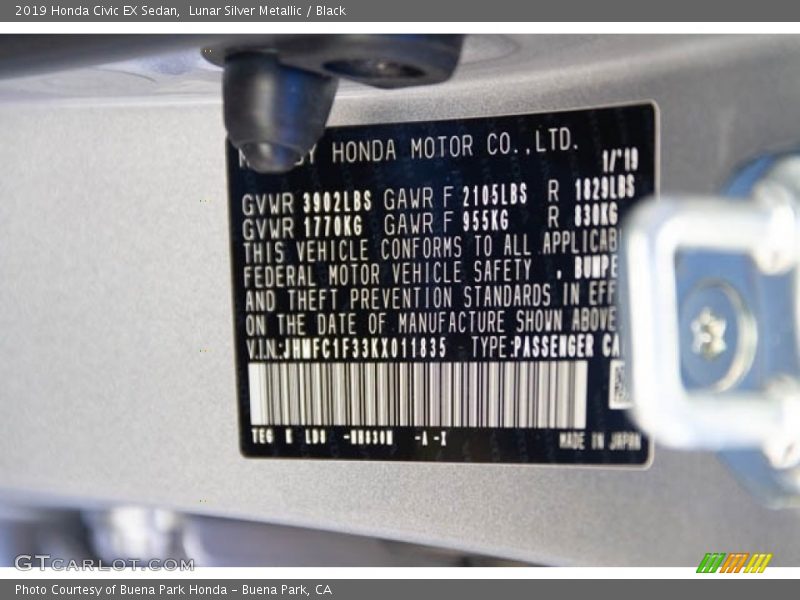 2019 Honda Civic EX Sedan, Lunar Silver Metallic / Black
BY HONDA MOTOR CO.,LTD.
1/'19
GVWR 3902LBS GAWR F 2105LBS R 1829LBS
GVWR 1770KG GAWR F 955KG R 830KG
THIS VEHICLE CONFORMS TO ALL APPLICAB
FEDERAL MOTOR VEHICLE SAFETY , BUMPE
AND THEFT PREVENTION STANDARDS IN EFF
ON THE DATE OF MANUFACTURE SHOWN ABOVE
V.I.N.:JHMFC1F33KX011835 TYPE:PASSENGER CA
TEG K -NH830M -A -I MADE IN JAPAN
GTCARLOT.COM
Photo Courtesy of Buena Park Honda - Buena Park, CA